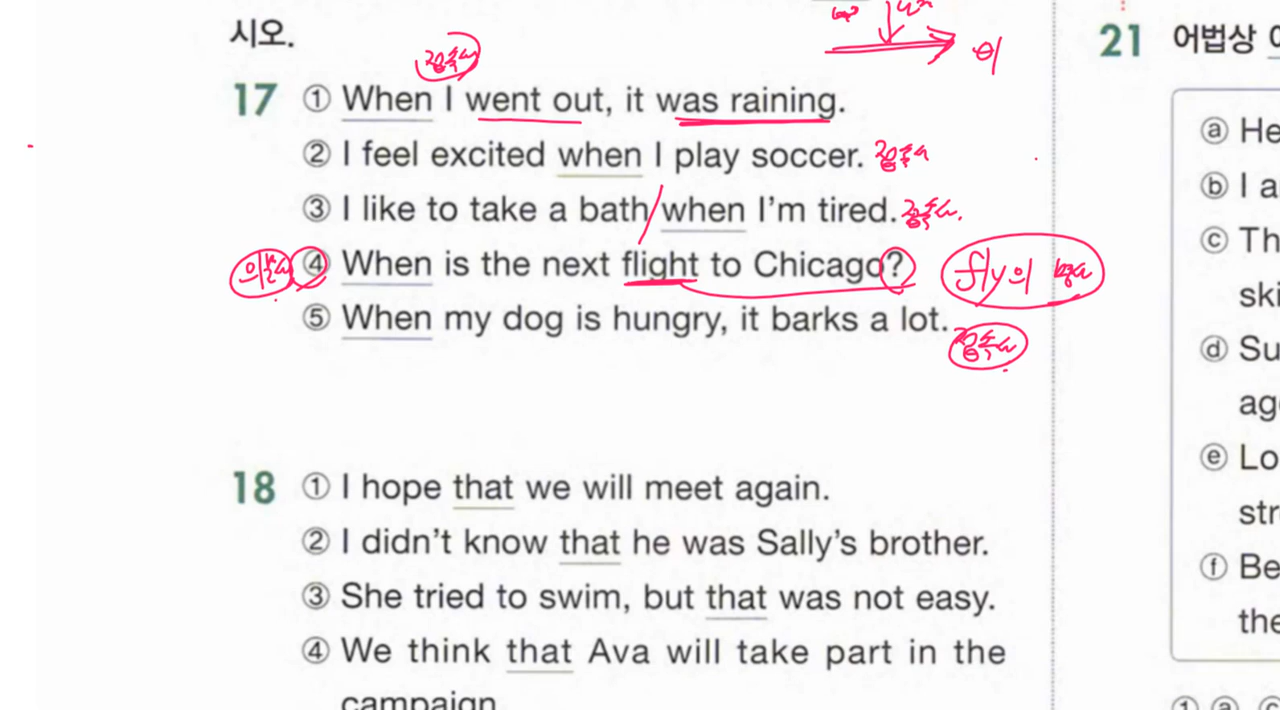 시오.
접속사
17 ① When I went out, it was raining.
② I feel excited when I play soccer. 접속사
③ I like to take a bath/when I'm tired. 접속사.
의문사 ④ When is the next flight to Chicago? fly의 명사
⑤ When my dog is hungry, it barks a lot.
접속사
18 ① I hope that we will meet again.
② I didn't know that he was Sally's brother.
③ She tried to swim, but that was not easy.
④ We think that Ava will take part in the
campaign
21 어법상
ⓐ He
ⓑ I a
ⓒ Th
ski
ⓓ Su
ag
ⓔ Lo
str
ⓕ Be
the
① ⓐ